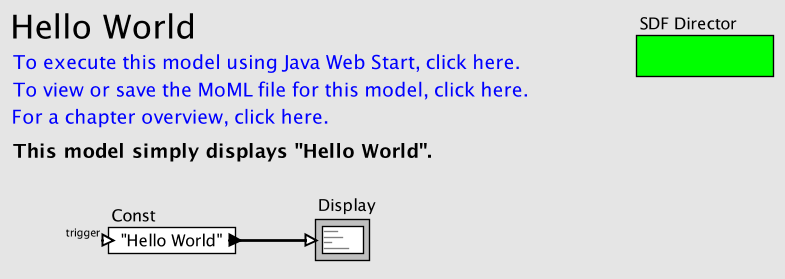 Hello World
SDF Director
To execute this model using Java Web Start, click here.
To view or save the MoML file for this model, click here.
For a chapter overview, click here.
This model simply displays "Hello World".
Const
Display
trigger
"Hello World"